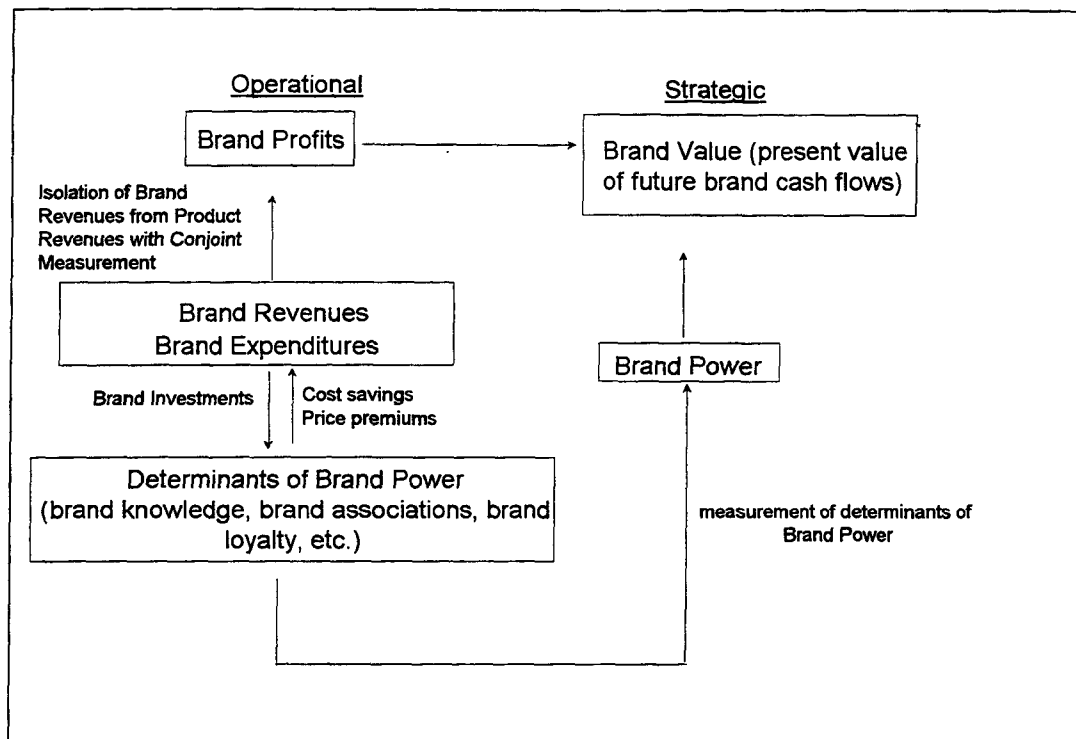 Operational
Strategic
Brand Profits
Brand Value (present value
of future brand cash flows)
Isolation of Brand
Revenues from Product
Revenues with Conjoint
Measurement
Brand Revenues
Brand Expenditures
Brand Power
Brand Investments
Cost savings
Price premiums
Determinants of Brand Power
(brand knowledge, brand associations, brand
loyalty, etc.)
measurement of determinants of
Brand Power